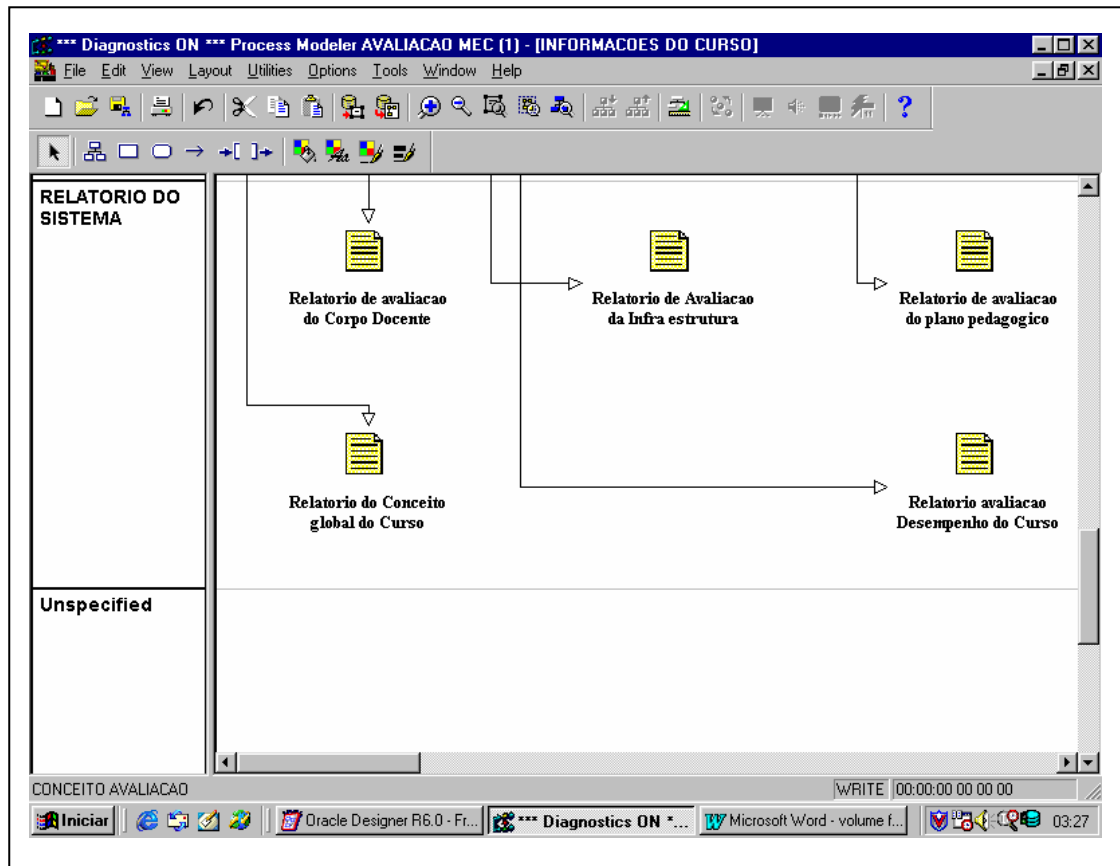 *** Diagnostics ON *** Process Modeler AVALIACAO MEC (1) - [INFORMACOES DO CURSO]
File Edit View Layout Utilities Options Tools Window Help
RELATORIO DO
SISTEMA
Relatorio de avaliacao
do Corpo Docente
Relatorio de Avaliacao
da Infra estrutura
Relatorio de avaliacao
do plano pedagogico
Relatorio do Conceito
global do Curso
Relatorio avaliacao
Desempenho do Curso
Unspecified
CONCEITO AVALIACAO
WRITE 00:00:00 00 00 00
Iniciar
Oracle Designer R6.0 - Fr...
*** Diagnostics ON *...
Microsoft Word - volume f...
03:27